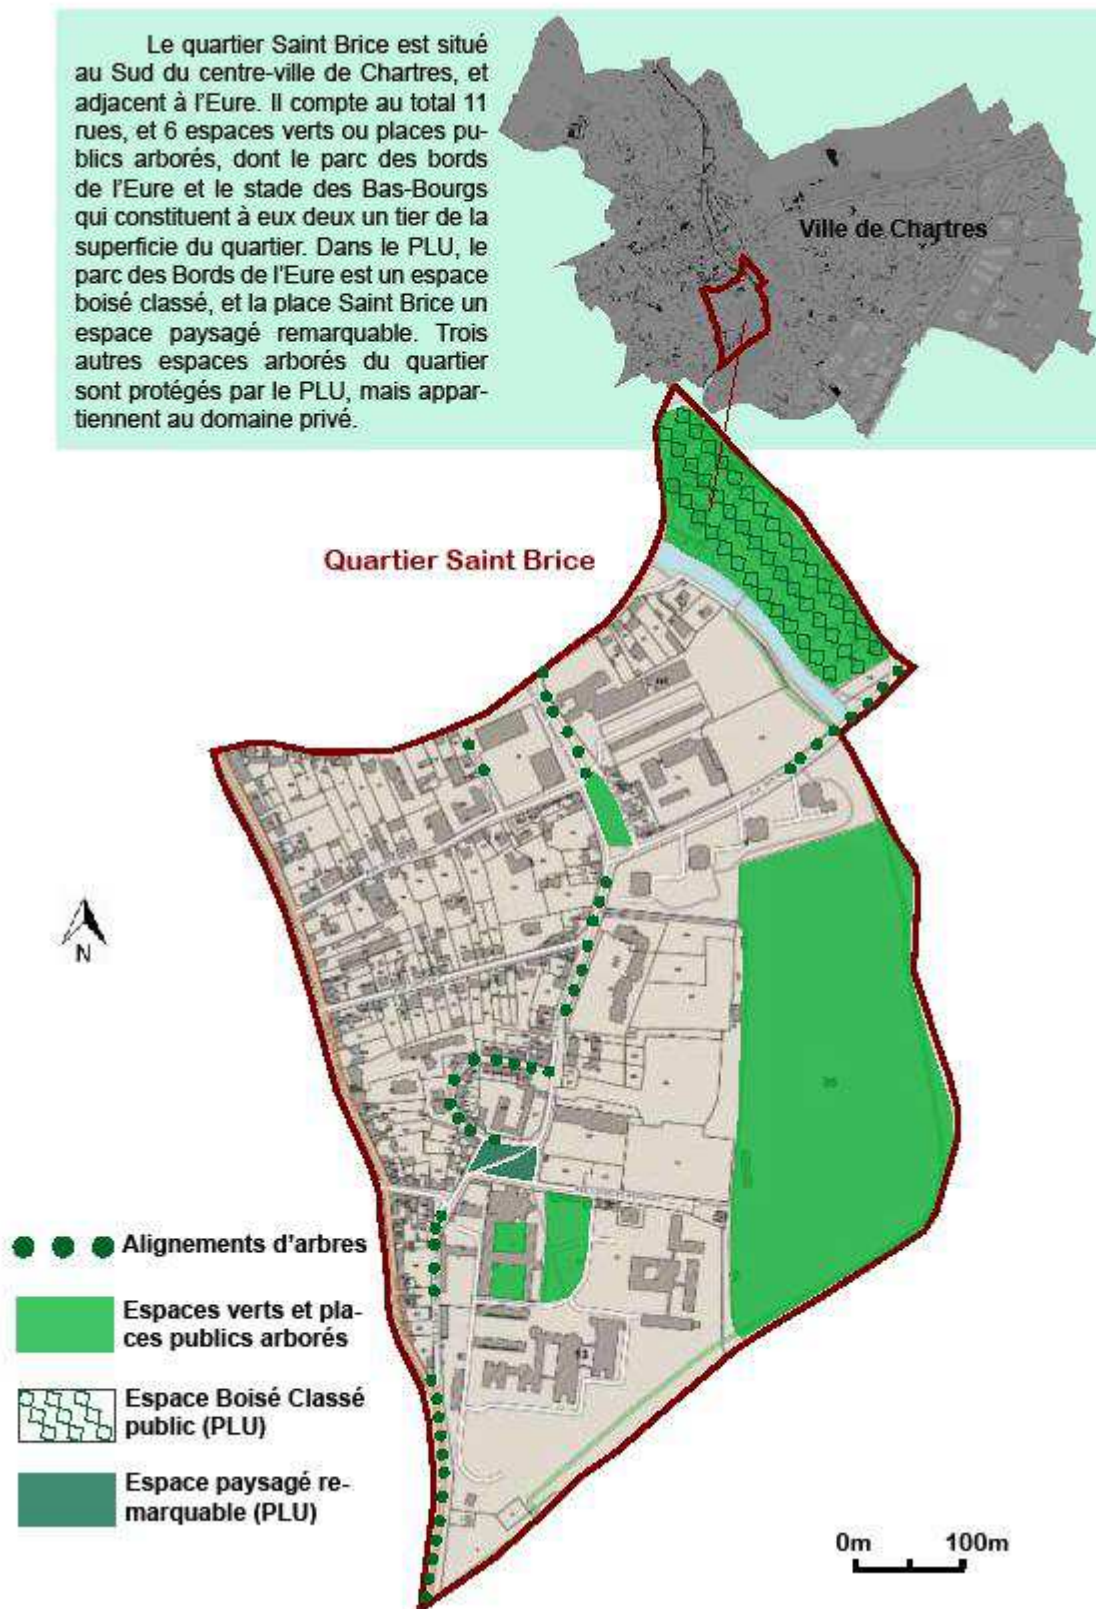 Le quartier Saint Brice est situé
au Sud du centre-ville de Chartres, et
adjacent à l'Eure. Il compte au total 11
rues, et 6 espaces verts ou places pu-
blics arborés, dont le parc des bords
de l'Eure et le stade des Bas-Bourgs
qui constituent à eux deux un tier de la
superficie du quartier. Dans le PLU, le
parc des Bords de l'Eure est un espace
boisé classé, et la place Saint Brice un
espace paysagé remarquable. Trois
autres espaces arborés du quartier
sont protégés par le PLU, mais appar-
tiennent au domaine privé.
Ville de Chartres
Quartier Saint Brice
N
Alignements d'arbres
Espaces verts et pla-
ces publics arborés
Espace Boisé Classé
public (PLU)
Espace paysagé re-
marquable (PLU)
0m 100m